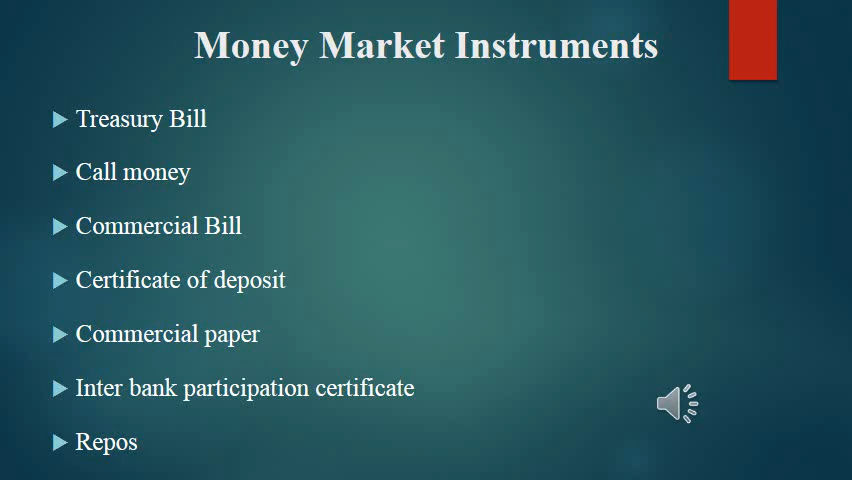 Money Market Instruments
Treasury Bill
Call money
Commercial Bill
Certificate of deposit
Commercial paper
Inter bank participation certificate
Repos